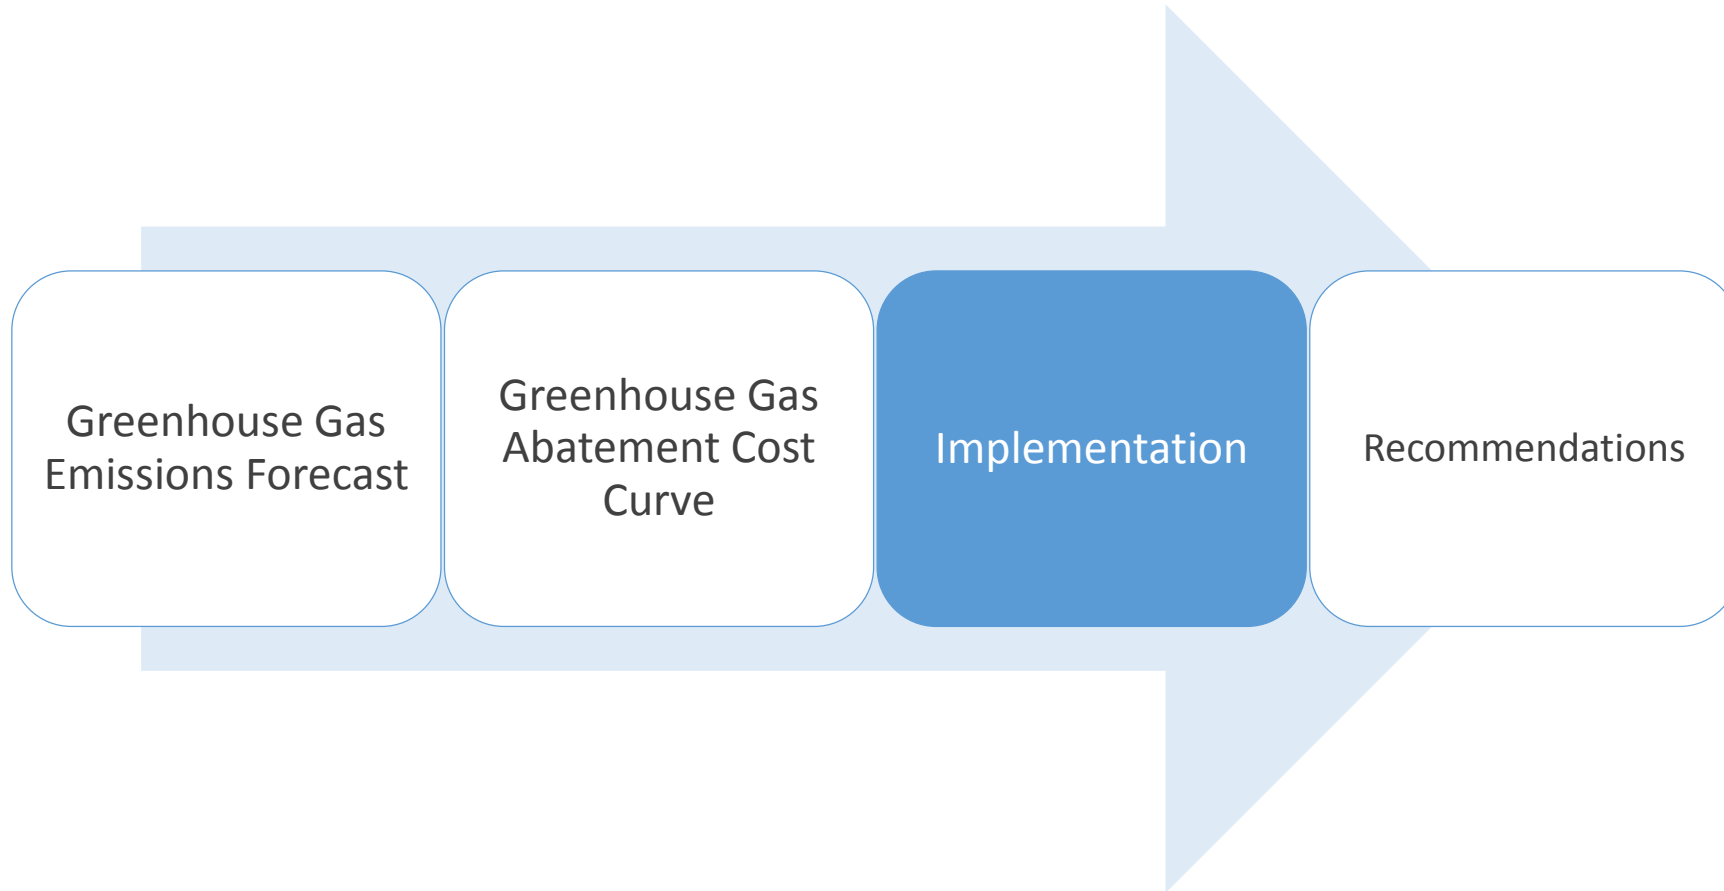 Greenhouse Gas
Emissions Forecast
Greenhouse Gas
Abatement Cost
Curve
Implementation
Recommendations